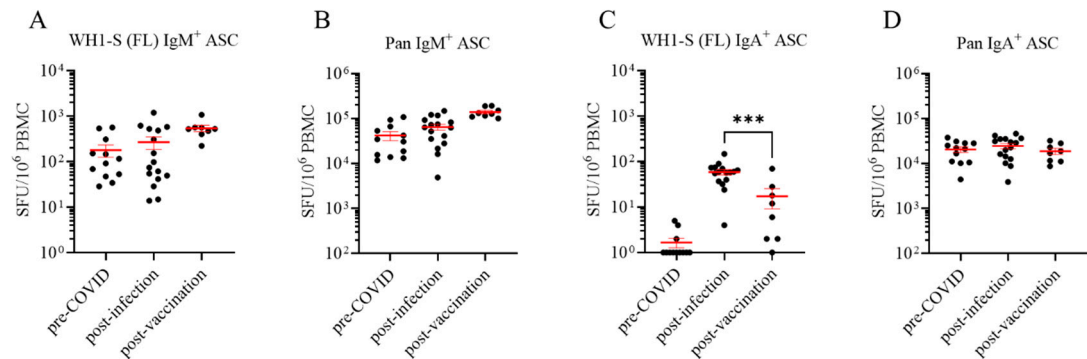 A
WH1-S (FL) IgM⁺ ASC
SFU/10⁶ PBMC
10⁴
10³
10²
10¹
10⁰
pre-COVID
post-infection
post-vaccination
B
Pan IgM⁺ ASC
SFU/10⁶ PBMC
10⁶
10⁵
10⁴
10³
10²
pre-COVID
post-infection
post-vaccination
C
WH1-S (FL) IgA⁺ ASC
SFU/10⁶ PBMC
10⁴
10³
10²
10¹
10⁰
***
pre-COVID
post-infection
post-vaccination
D
Pan IgA⁺ ASC
SFU/10⁶ PBMC
10⁶
10⁵
10⁴
10³
10²
pre-COVID
post-infection
post-vaccination